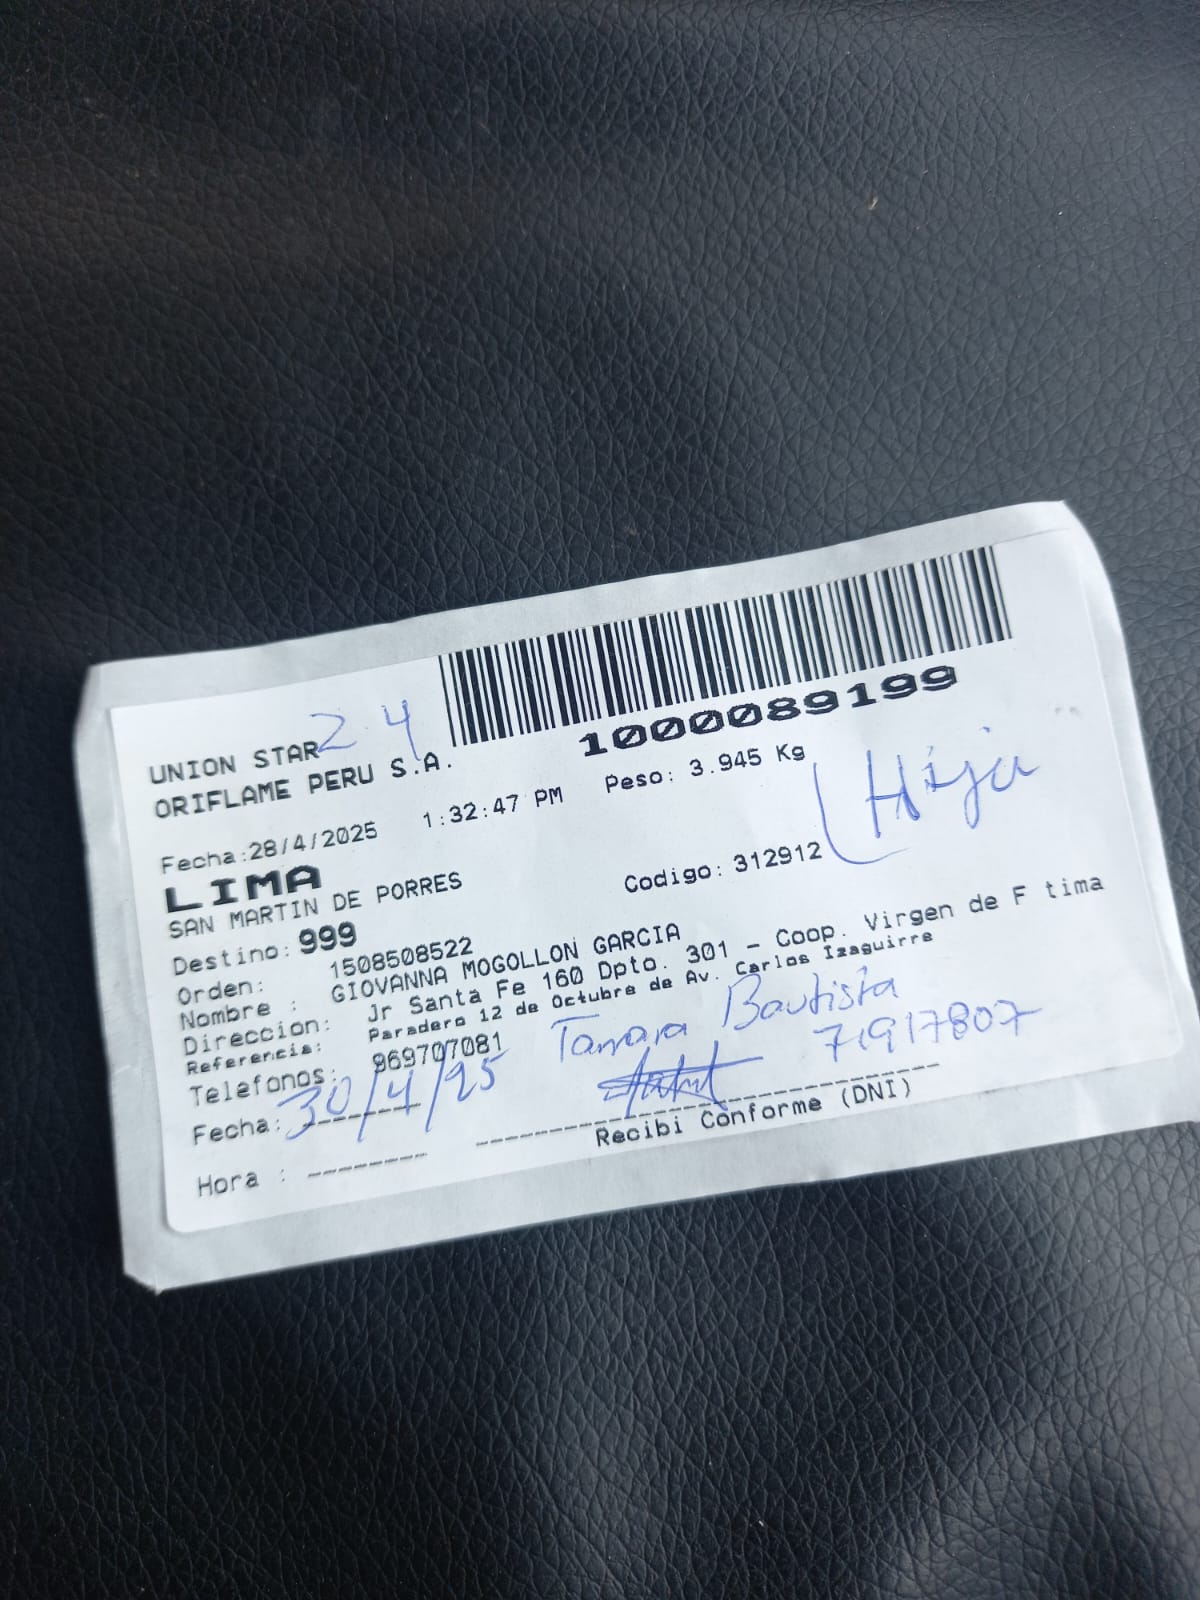 1000089199
UNION STAR 24
ORIFLAME PERU S.A.
Fecha:28/4/2025 1:32:47 PM Peso: 3.945 Kg
Hija
LIMA
SAN MARTIN DE PORRES Codigo: 312912
Destino: 999
Orden: 1508508522
Nombre : GIOVANNA MOGOLLON GARCIA
Direccion: Jr Santa Fe 160 Dpto. 301 - Coop. Virgen de F tima
Referencia: Paradero 12 de Octubre de Av. Carlos Izaguirre
Telefonos: 969707081
Tamara Bautista
71917807
Fecha: 30/4/25
Recibi Conforme (DNI)
Hora :